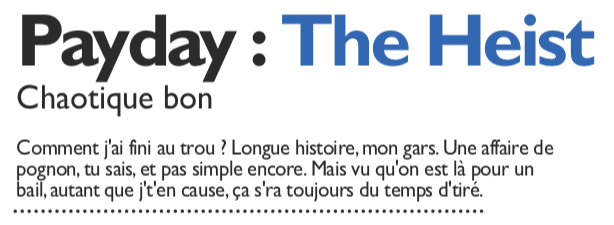 Payday : The Heist
Chaotique bon
Comment j'ai fini au trou ? Longue histoire, mon gars. Une affaire de
pognon, tu sais, et pas simple encore. Mais vu qu'on est là pour un
bail, autant que j't'en cause, ça s'ra toujours du temps d'tiré.